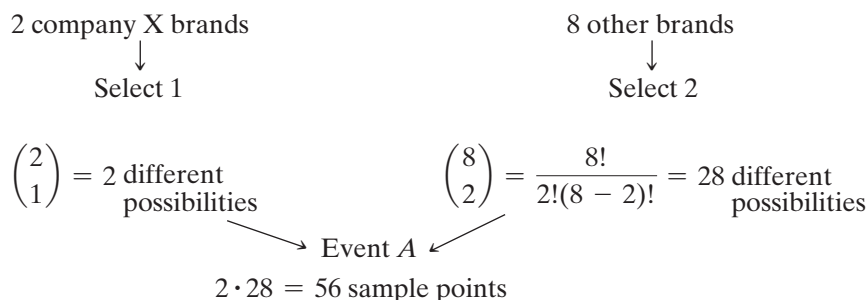 2 company X brands 8 other brands
Select 1 Select 2
(2 1) = 2 different possibilities (8 2) = 8! / 2!(8 − 2)! = 28 different possibilities
Event A
2 · 28 = 56 sample points